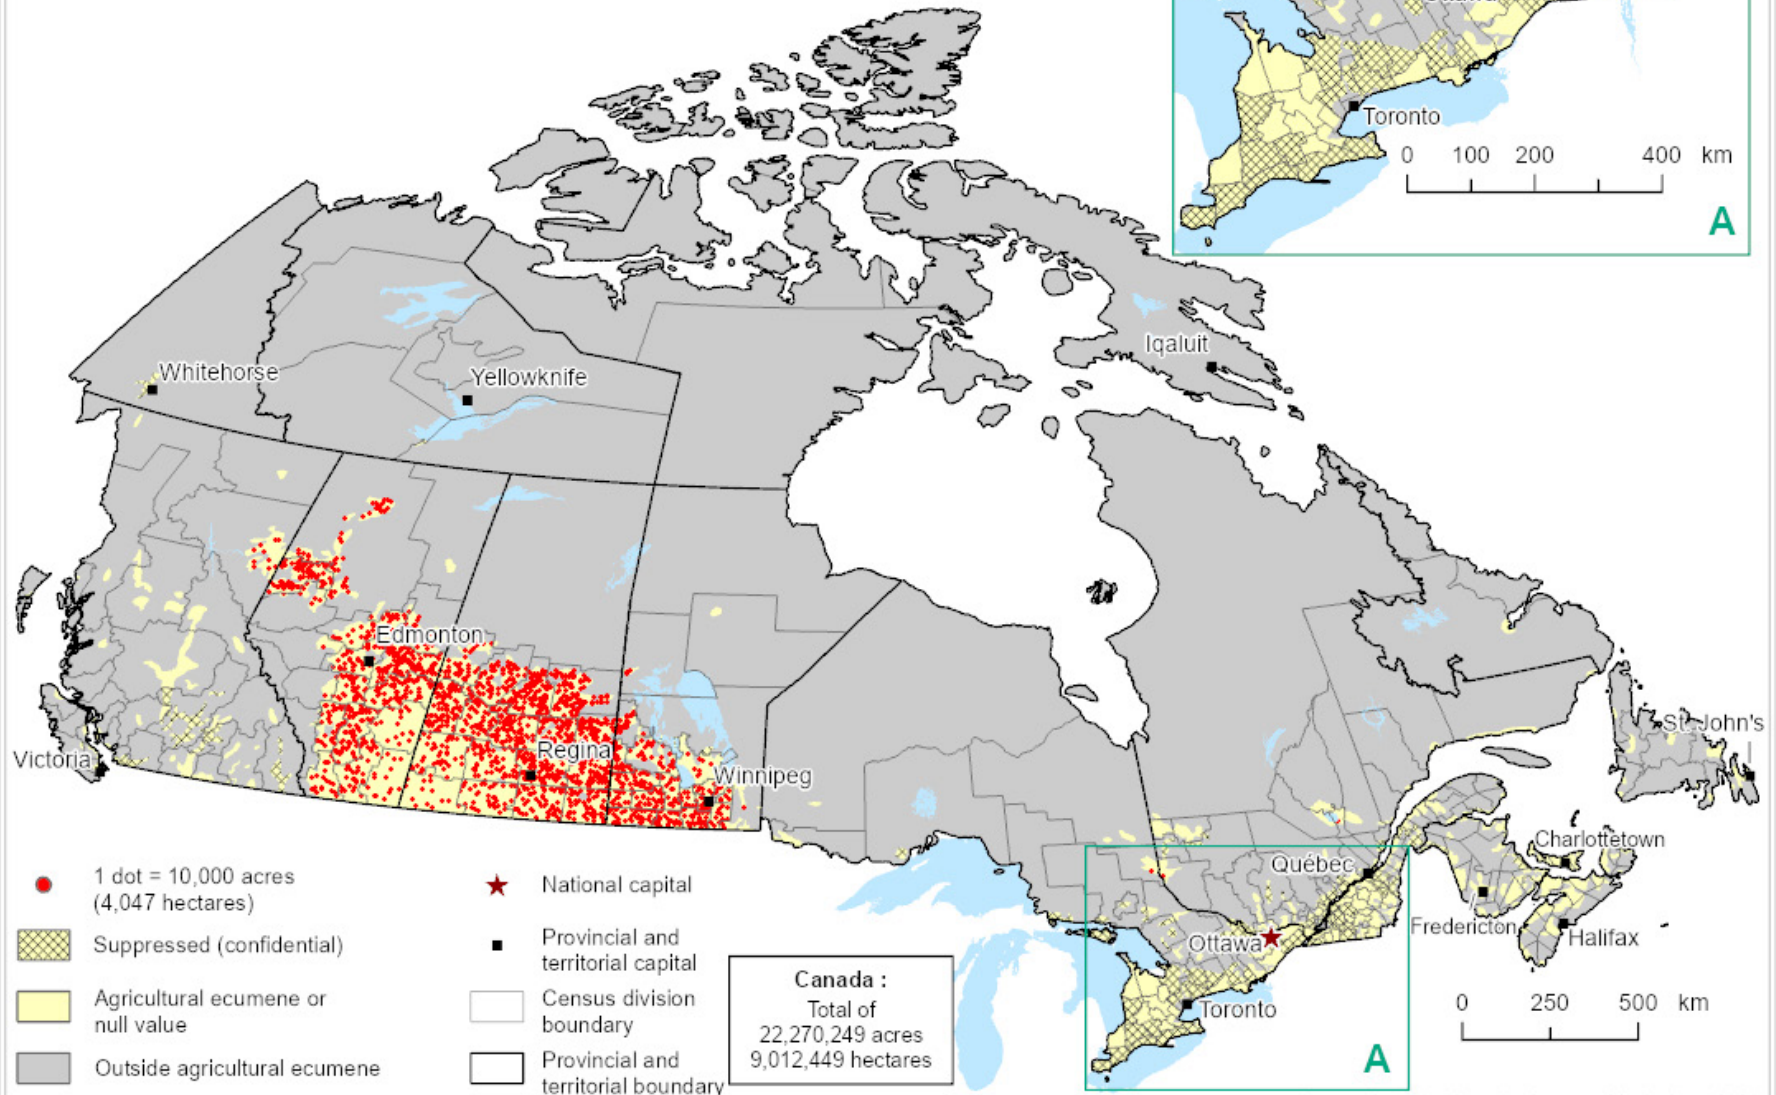 Toronto
0 100 200 400 km
A
Iqaluit
Whitehorse
Yellowknife
Edmonton
Regina
Winnipeg
Victoria
St. John's
Charlottetown
Québec
Fredericton
Halifax
Ottawa
Toronto
0 250 500 km
A
1 dot = 10,000 acres
(4,047 hectares)
Suppressed (confidential)
Agricultural ecumene or
null value
Outside agricultural ecumene
National capital
Provincial and
territorial capital
Census division
boundary
Provincial and
territorial boundary
Canada :
Total of
22,270,249 acres
9,012,449 hectares